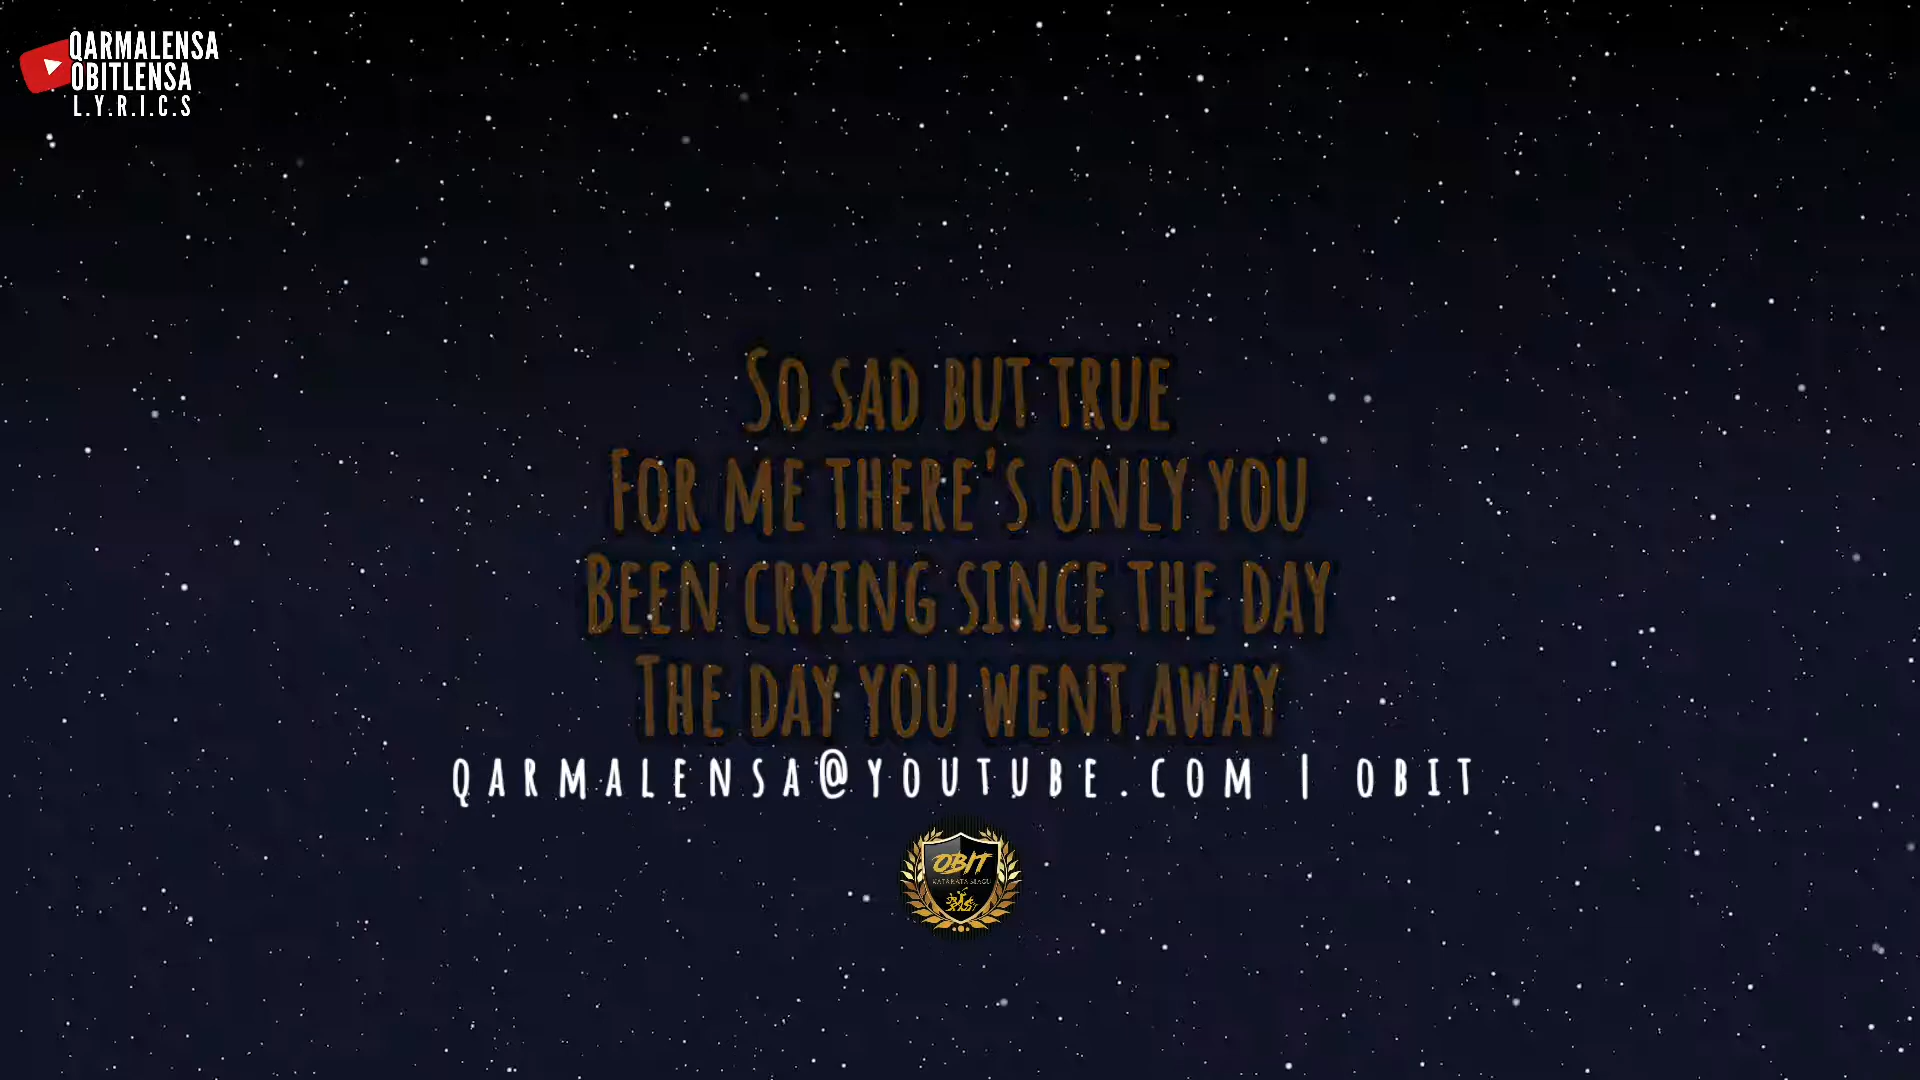 QARMALENSA
OBITLENSA
L.Y.R.I.C.S
So sad but true
For me there's only you
Been crying since the day
The day you went away
QARMALENSA@YOUTUBE.COM | OBIT
OBIT